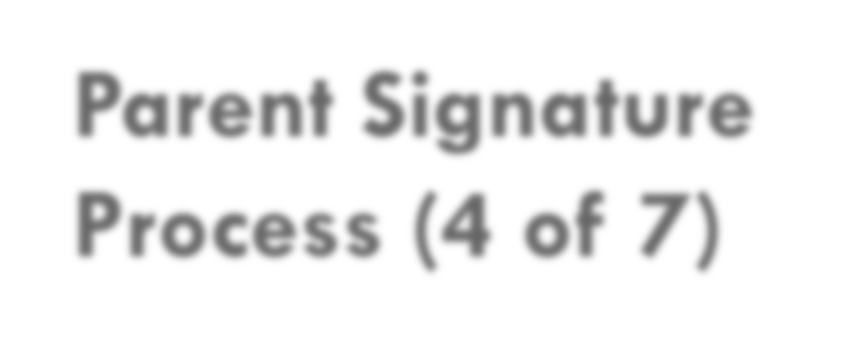 Parent Signature
Process (4 of 7)